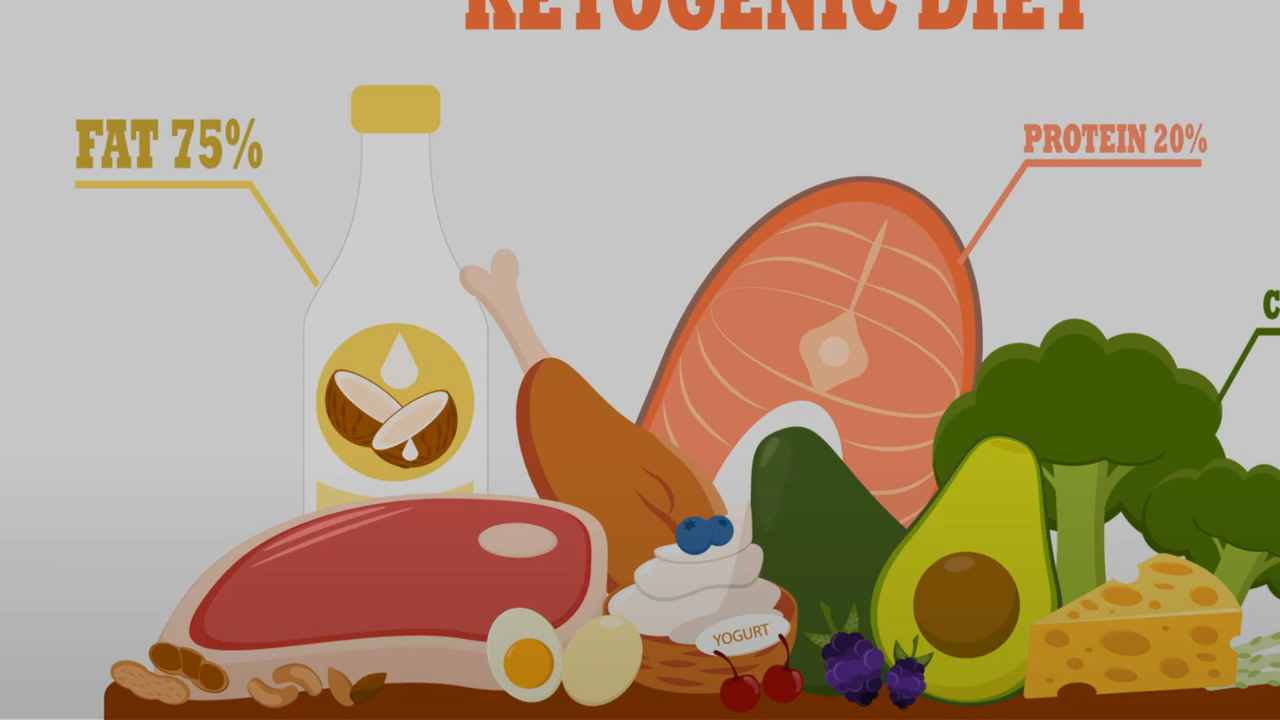 KETOGENIC DIET
FAT 75%
PROTEIN 20%
C
YOGURT